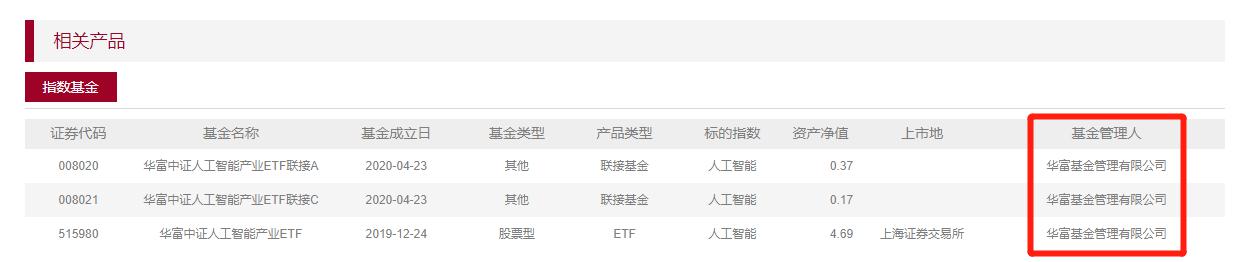 相关产品
指数基金
证券代码 基金名称 基金成立日 基金类型 产品类型 标的指数 资产净值 上市地 基金管理人
008020 华富中证人工智能产业ETF联接A 2020-04-23 其他 联接基金 人工智能 0.37 华富基金管理有限公司
008021 华富中证人工智能产业ETF联接C 2020-04-23 其他 联接基金 人工智能 0.17 华富基金管理有限公司
515980 华富中证人工智能产业ETF 2019-12-24 股票型 ETF 人工智能 4.69 上海证券交易所 华富基金管理有限公司